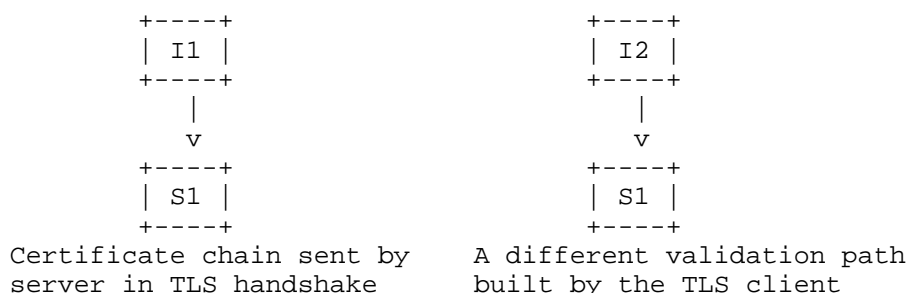 +----+ +----+
| I1 | | I2 |
+----+ +----+
| |
v v
+----+ +----+
| S1 | | S1 |
+----+ +----+
Certificate chain sent by A different validation path
server in TLS handshake built by the TLS client